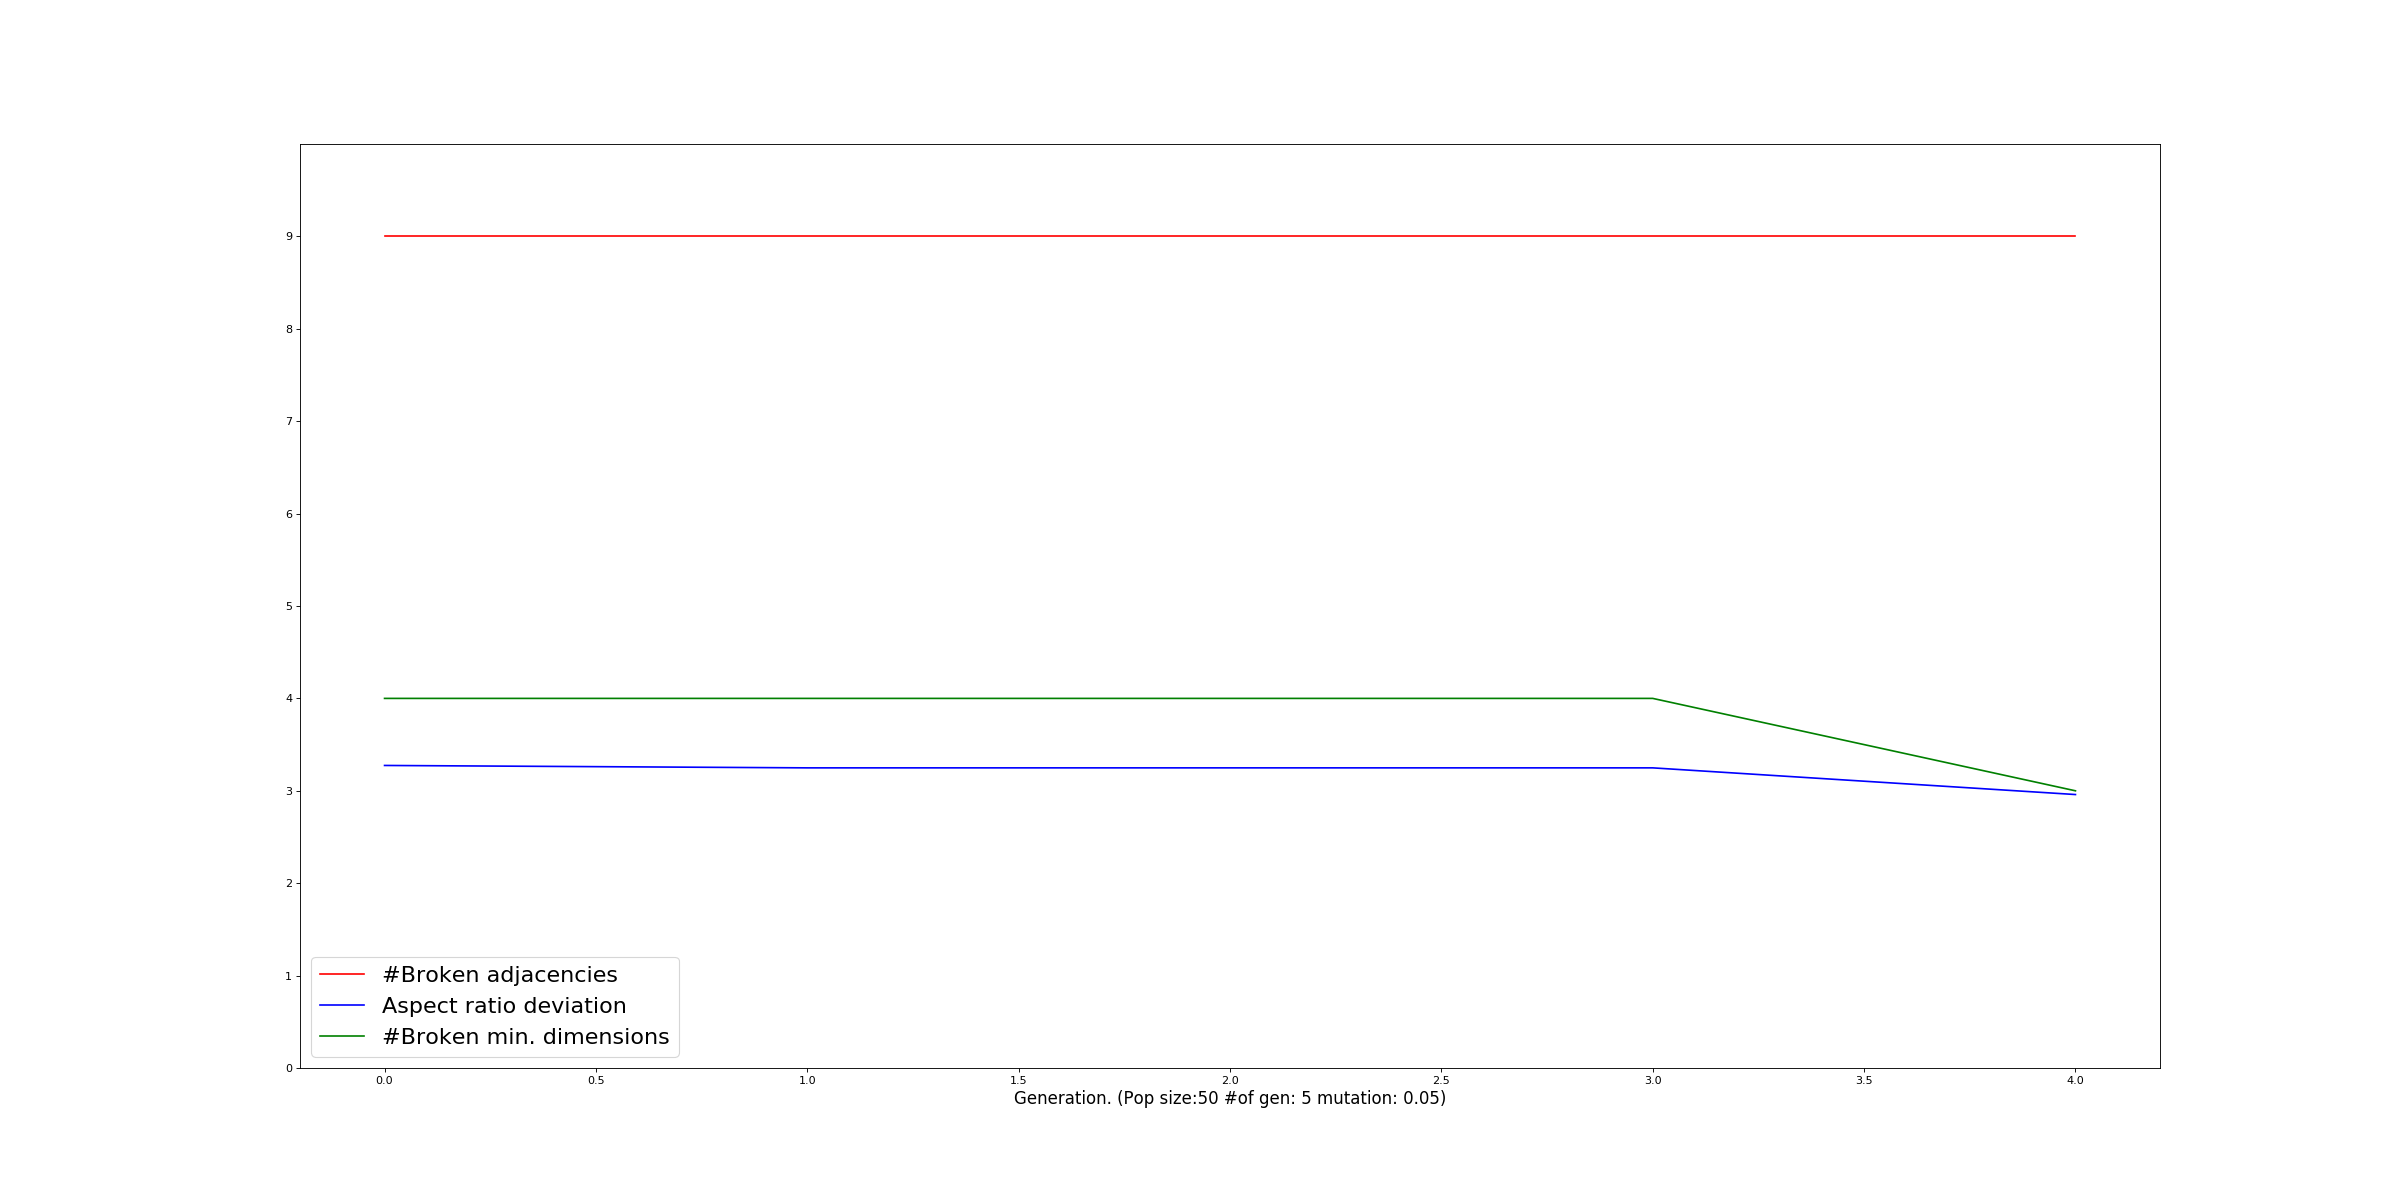 9
8
7
6
5
4
3
2
1
0
#Broken adjacencies
Aspect ratio deviation
#Broken min. dimensions
0.0 0.5 1.0 1.5 2.0 2.5 3.0 3.5 4.0
Generation. (Pop size:50 #of gen: 5 mutation: 0.05)